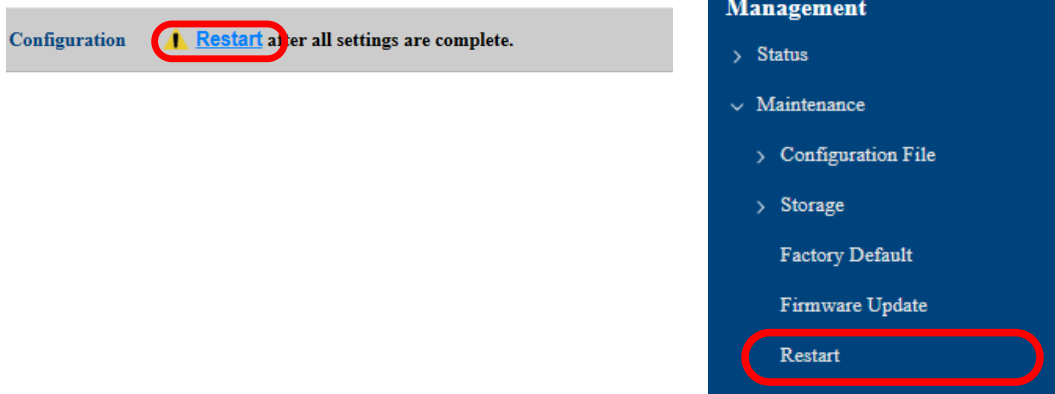 Configuration Restart after all settings are complete.
Management
Status
Maintenance
Configuration File
Storage
Factory Default
Firmware Update
Restart